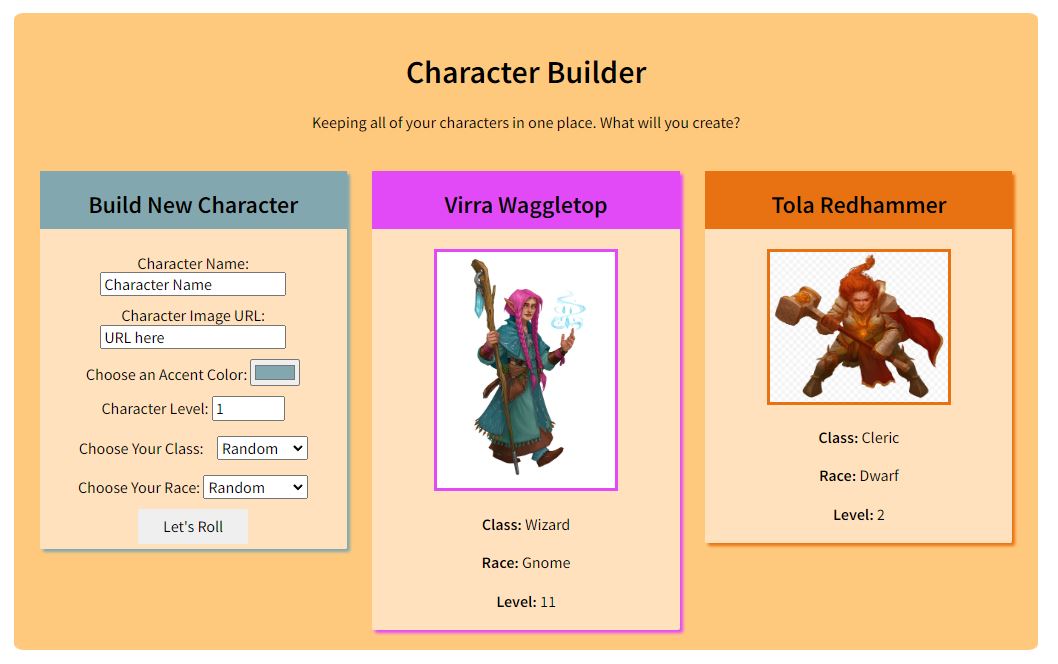 Character Builder
Keeping all of your characters in one place. What will you create?
Build New Character
Character Name:
Character Name
Character Image URL:
URL here
Choose an Accent Color:
Character Level: 1
Choose Your Class: Random
Choose Your Race: Random
Let's Roll
Virra Waggletop
Class: Wizard
Race: Gnome
Level: 11
Tola Redhammer
Class: Cleric
Race: Dwarf
Level: 2